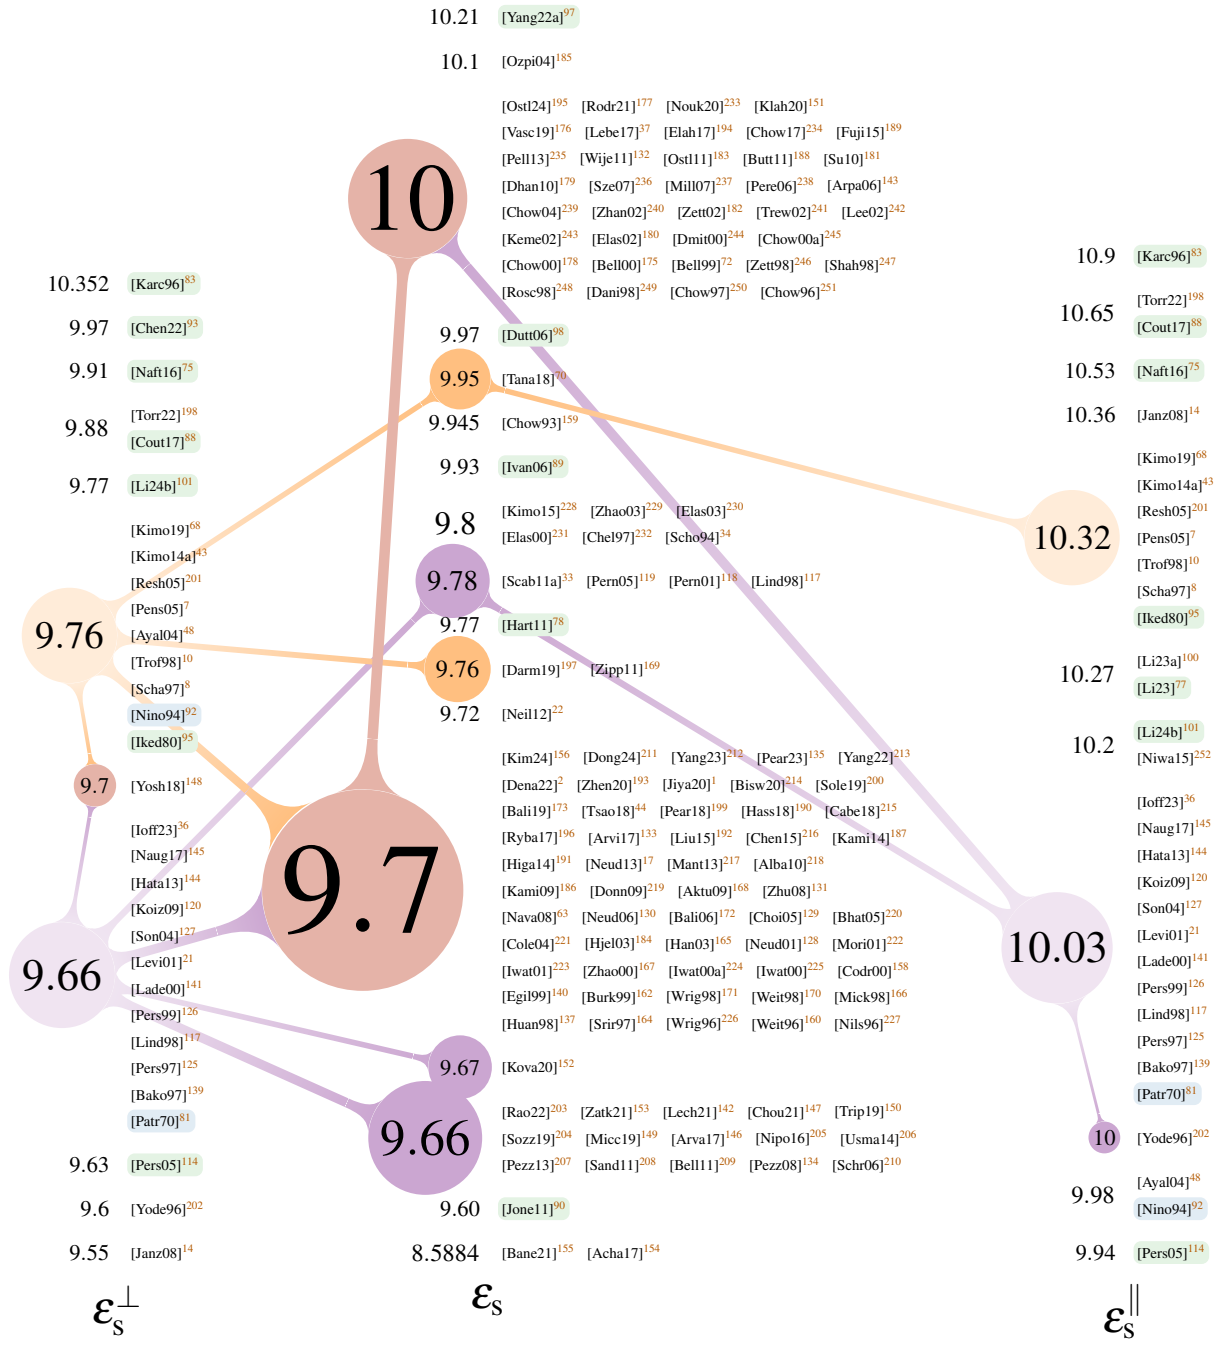 10.352 [Karc96]83
9.97 [Chen22]93
9.91 [Naft16]75
9.88 [Torr22]198
[Cout17]88
9.77 [Li24b]101
9.76 [Kimo19]68
[Kimo14a]43
[Resh05]201
[Pens05]7
[Ayal04]48
[Trof98]10
[Scha97]8
[Nino94]92
[Iked80]95
9.7 [Yosh18]148
9.66 [Ioff23]36
[Naug17]145
[Hata13]144
[Koiz09]120
[Son04]127
[Levi01]21
[Lade00]141
[Pers99]126
[Lind98]117
[Pers97]125
[Bako97]139
[Patr70]81
9.63 [Pers05]114
9.6 [Yode96]202
9.55 [Janz08]14
εs⊥
10.21 [Yang22a]97
10.1 [Ozpi04]185
10 [Ostl24]195 [Rodr21]177 [Nouk20]233 [Klah20]151
[Vasc19]176 [Lebe17]37 [Elah17]194 [Chow17]234 [Fuji15]189
[Pell13]235 [Wije11]132 [Ostl11]183 [Butt11]188 [Su10]181
[Dhan10]179 [Sze07]236 [Mill07]237 [Pere06]238 [Arpa06]143
[Chow04]239 [Zhan02]240 [Zett02]182 [Trew02]241 [Lee02]242
[Keme02]243 [Elas02]180 [Dmit00]244 [Chow00a]245
[Chow00]178 [Bell00]175 [Bell99]72 [Zett98]246 [Shah98]247
[Rosc98]248 [Dani98]249 [Chow97]250 [Chow96]251
9.97 [Dutt06]98
9.95 [Tana18]70
9.945 [Chow93]159
9.93 [Ivan06]89
9.8 [Kimo15]228 [Zhao03]229 [Elas03]230
[Elas00]231 [Chel97]232 [Scho94]34
9.78 [Scab11a]33 [Pern05]119 [Pern01]118 [Lind98]117
9.77 [Hart11]78
9.76 [Darm19]197 [Zipp11]169
9.72 [Neil12]22
9.7 [Kim24]156 [Dong24]211 [Yang23]212 [Pear23]135 [Yang22]213
[Dena22]2 [Zhen20]193 [Jiya20]1 [Bisw20]214 [Sole19]200
[Bali19]173 [Tsao18]44 [Pear18]199 [Hass18]190 [Cabe18]215
[Ryba17]196 [Arvi17]133 [Liu15]192 [Chen15]216 [Kami14]187
[Higa14]191 [Neud13]17 [Mant13]217 [Alba10]218
[Kami09]186 [Donn09]219 [Aktu09]168 [Zhu08]131
[Nava08]63 [Neud06]130 [Bali06]172 [Choi05]129 [Bhat05]220
[Cole04]221 [Hjel03]184 [Han03]165 [Neud01]128 [Mori01]222
[Iwat01]223 [Zhao00]167 [Iwat00a]224 [Iwat00]225 [Codr00]158
[Egil99]140 [Burk99]162 [Wrig98]171 [Weit98]170 [Mick98]166
[Huan98]137 [Srir97]164 [Wrig96]226 [Weit96]160 [Nils96]227
9.67 [Kova20]152
9.66 [Rao22]203 [Zatk21]153 [Lech21]142 [Chou21]147 [Trip19]150
[Sozz19]204 [Micc19]149 [Arva17]146 [Nipo16]205 [Usma14]206
[Pezz13]207 [Sand11]208 [Bell11]209 [Pezz08]134 [Schr06]210
9.60 [Jone11]90
8.5884 [Bane21]155 [Acha17]154
εs
10.9 [Karc96]83
10.65 [Torr22]198
[Cout17]88
10.53 [Naft16]75
10.36 [Janz08]14
10.32 [Kimo19]68
[Kimo14a]43
[Resh05]201
[Pens05]7
[Trof98]10
[Scha97]8
[Iked80]95
10.27 [Li23a]100
[Li23]77
10.2 [Li24b]101
[Niwa15]252
10.03 [Ioff23]36
[Naug17]145
[Hata13]144
[Koiz09]120
[Son04]127
[Levi01]21
[Lade00]141
[Pers99]126
[Lind98]117
[Pers97]125
[Bako97]139
[Patr70]81
10 [Yode96]202
9.98 [Ayal04]48
[Nino94]92
9.94 [Pers05]114
εs∥